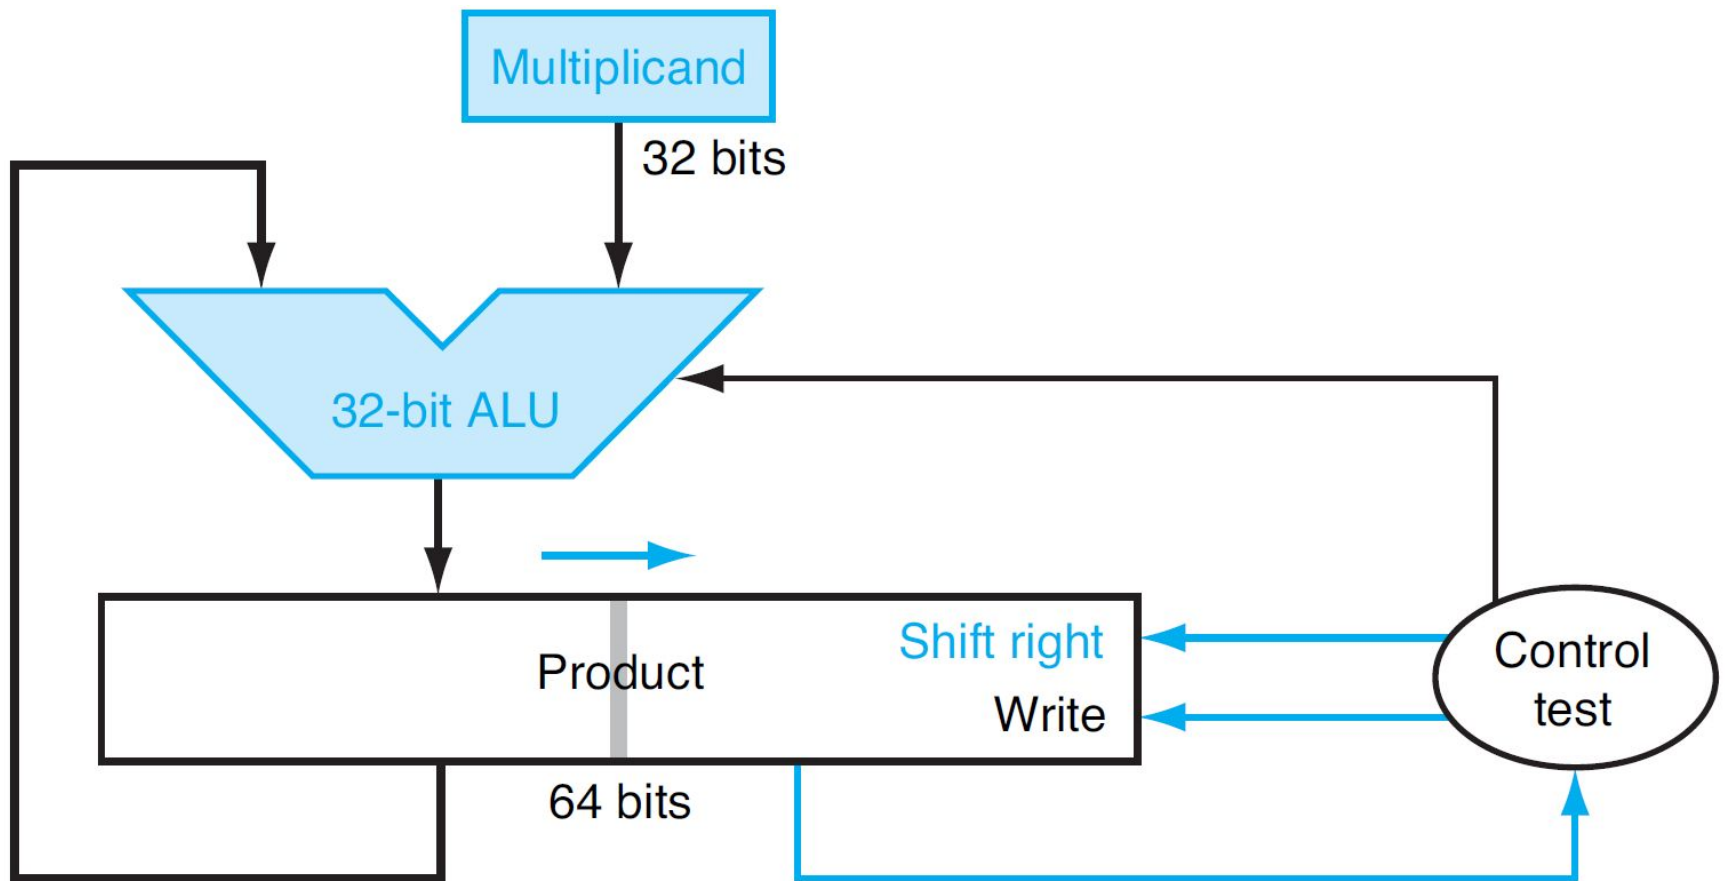 Multiplicand
32 bits
32-bit ALU
Product
Shift right
Write
64 bits
Control
test